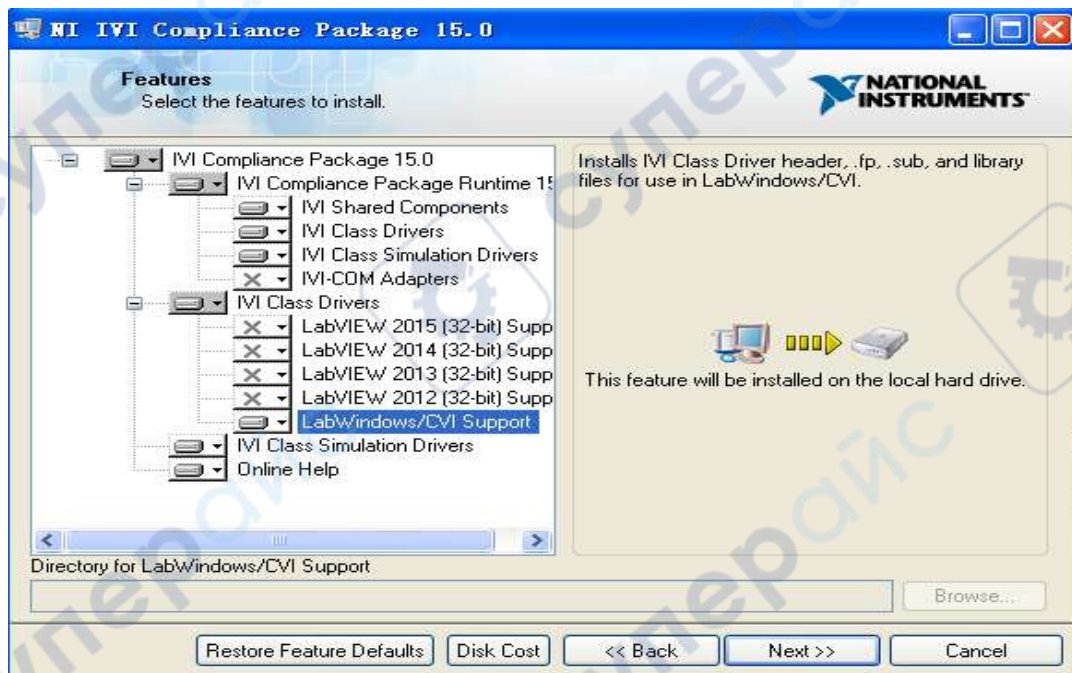 NI IVI Compliance Package 15.0
Features
Select the features to install.
NATIONAL
INSTRUMENTS
IVI Compliance Package 15.0
IVI Compliance Package Runtime 15
IVI Shared Components
IVI Class Drivers
IVI Class Simulation Drivers
IVI-COM Adapters
IVI Class Drivers
LabVIEW 2015 (32-bit) Supp
LabVIEW 2014 (32-bit) Supp
LabVIEW 2013 (32-bit) Supp
LabVIEW 2012 (32-bit) Supp
LabWindows/CVI Support
IVI Class Simulation Drivers
Online Help
Installs IVI Class Driver header, .fp, .sub, and library
files for use in LabWindows/CVI.
This feature will be installed on the local hard drive.
Directory for LabWindows/CVI Support
Browse...
Restore Feature Defaults
Disk Cost
<< Back
Next >>
Cancel